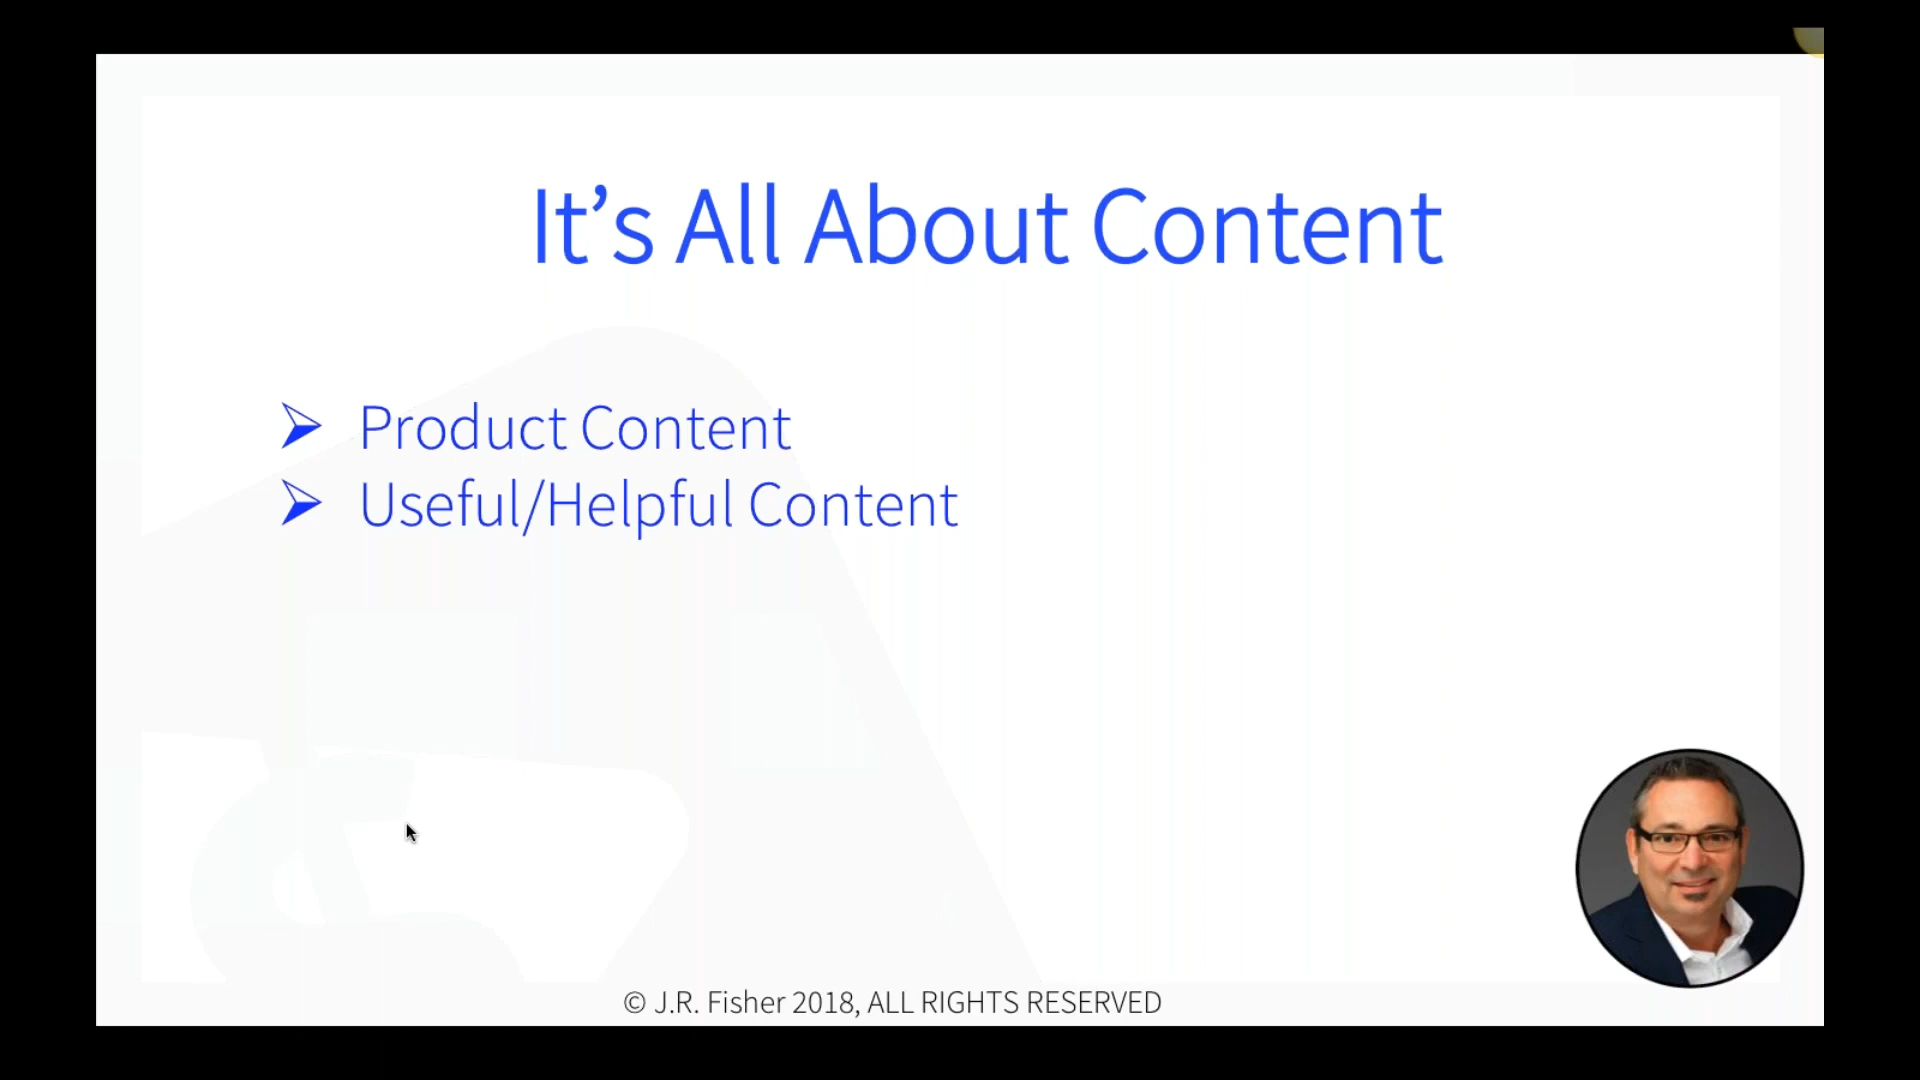 It’s All About Content
➢ Product Content
➢ Useful/Helpful Content
© J.R. Fisher 2018, ALL RIGHTS RESERVED